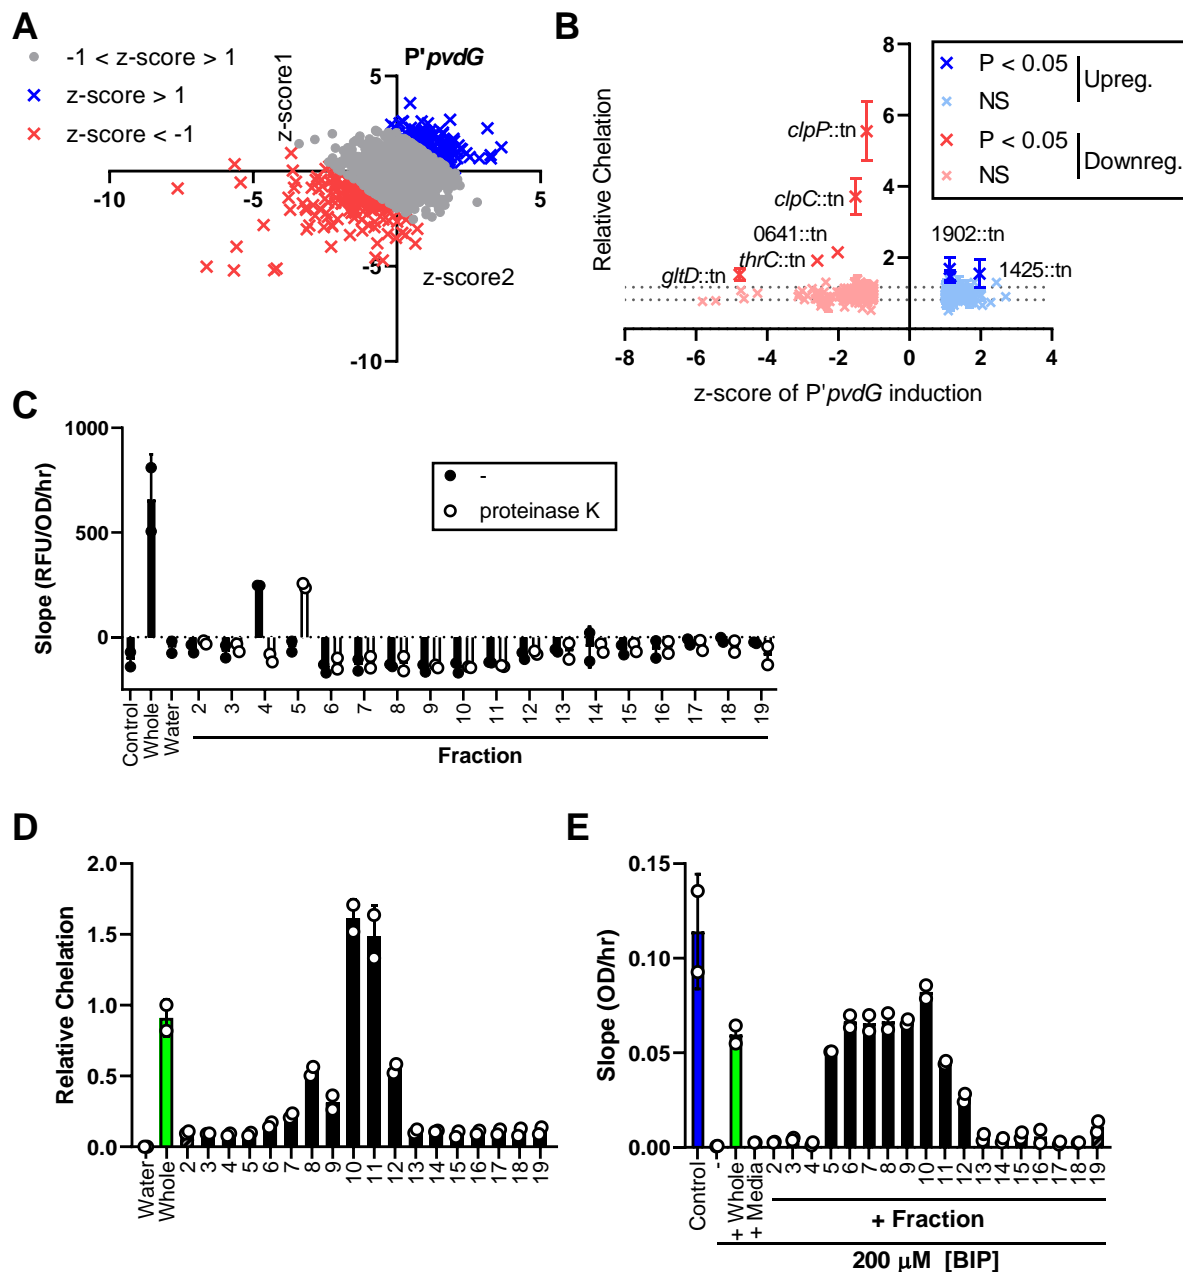 A
-1 < z-score > 1
z-score > 1
z-score < -1
z-score1
P'pvdG
5
-10
-5
5
-5
z-score2
-10
B
Relative Chelation
8
6
4
2
clpP::tn
clpC::tn
0641::tn
thrC::tn
gltD::tn
1902::tn
1425::tn
P < 0.05
NS
Upreg.
P < 0.05
NS
Downreg.
-8
-6
-4
-2
0
2
4
z-score of P'pvdG induction
C
Slope (RFU/OD/hr)
1000
500
0
-
proteinase K
Control
Whole
Water
2
3
4
5
6
7
8
9
10
11
12
13
14
15
16
17
18
19
Fraction
D
Relative Chelation
2.0
1.5
1.0
0.5
0.0
Water
Whole
2
3
4
5
6
7
8
9
10
11
12
13
14
15
16
17
18
19
E
Slope (OD/hr)
0.15
0.10
0.05
0.00
Control
-
+ Whole
+ Media
2
3
4
5
6
7
8
9
10
11
12
13
14
15
16
17
18
19
+ Fraction
200 µM [BIP]